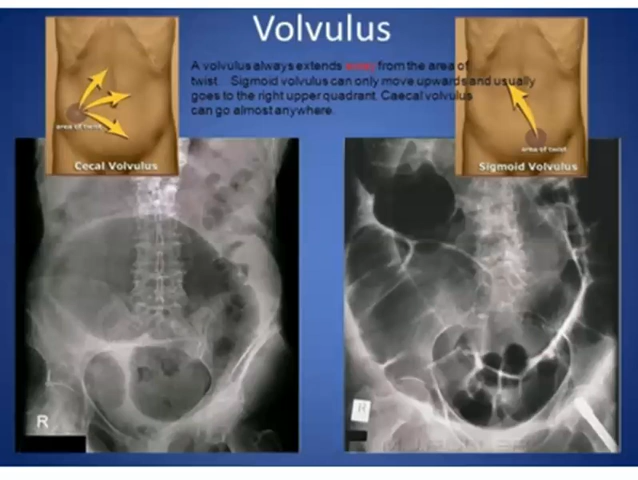 Volvulus
A volvulus always extends away from the area of
twist. Sigmoid volvulus can only move upwards and usually
goes to the right upper quadrant. Caecal volvulus
can go almost anywhere.
area of twist
Cecal Volvulus
area of twist
Sigmoid Volvulus
R
R